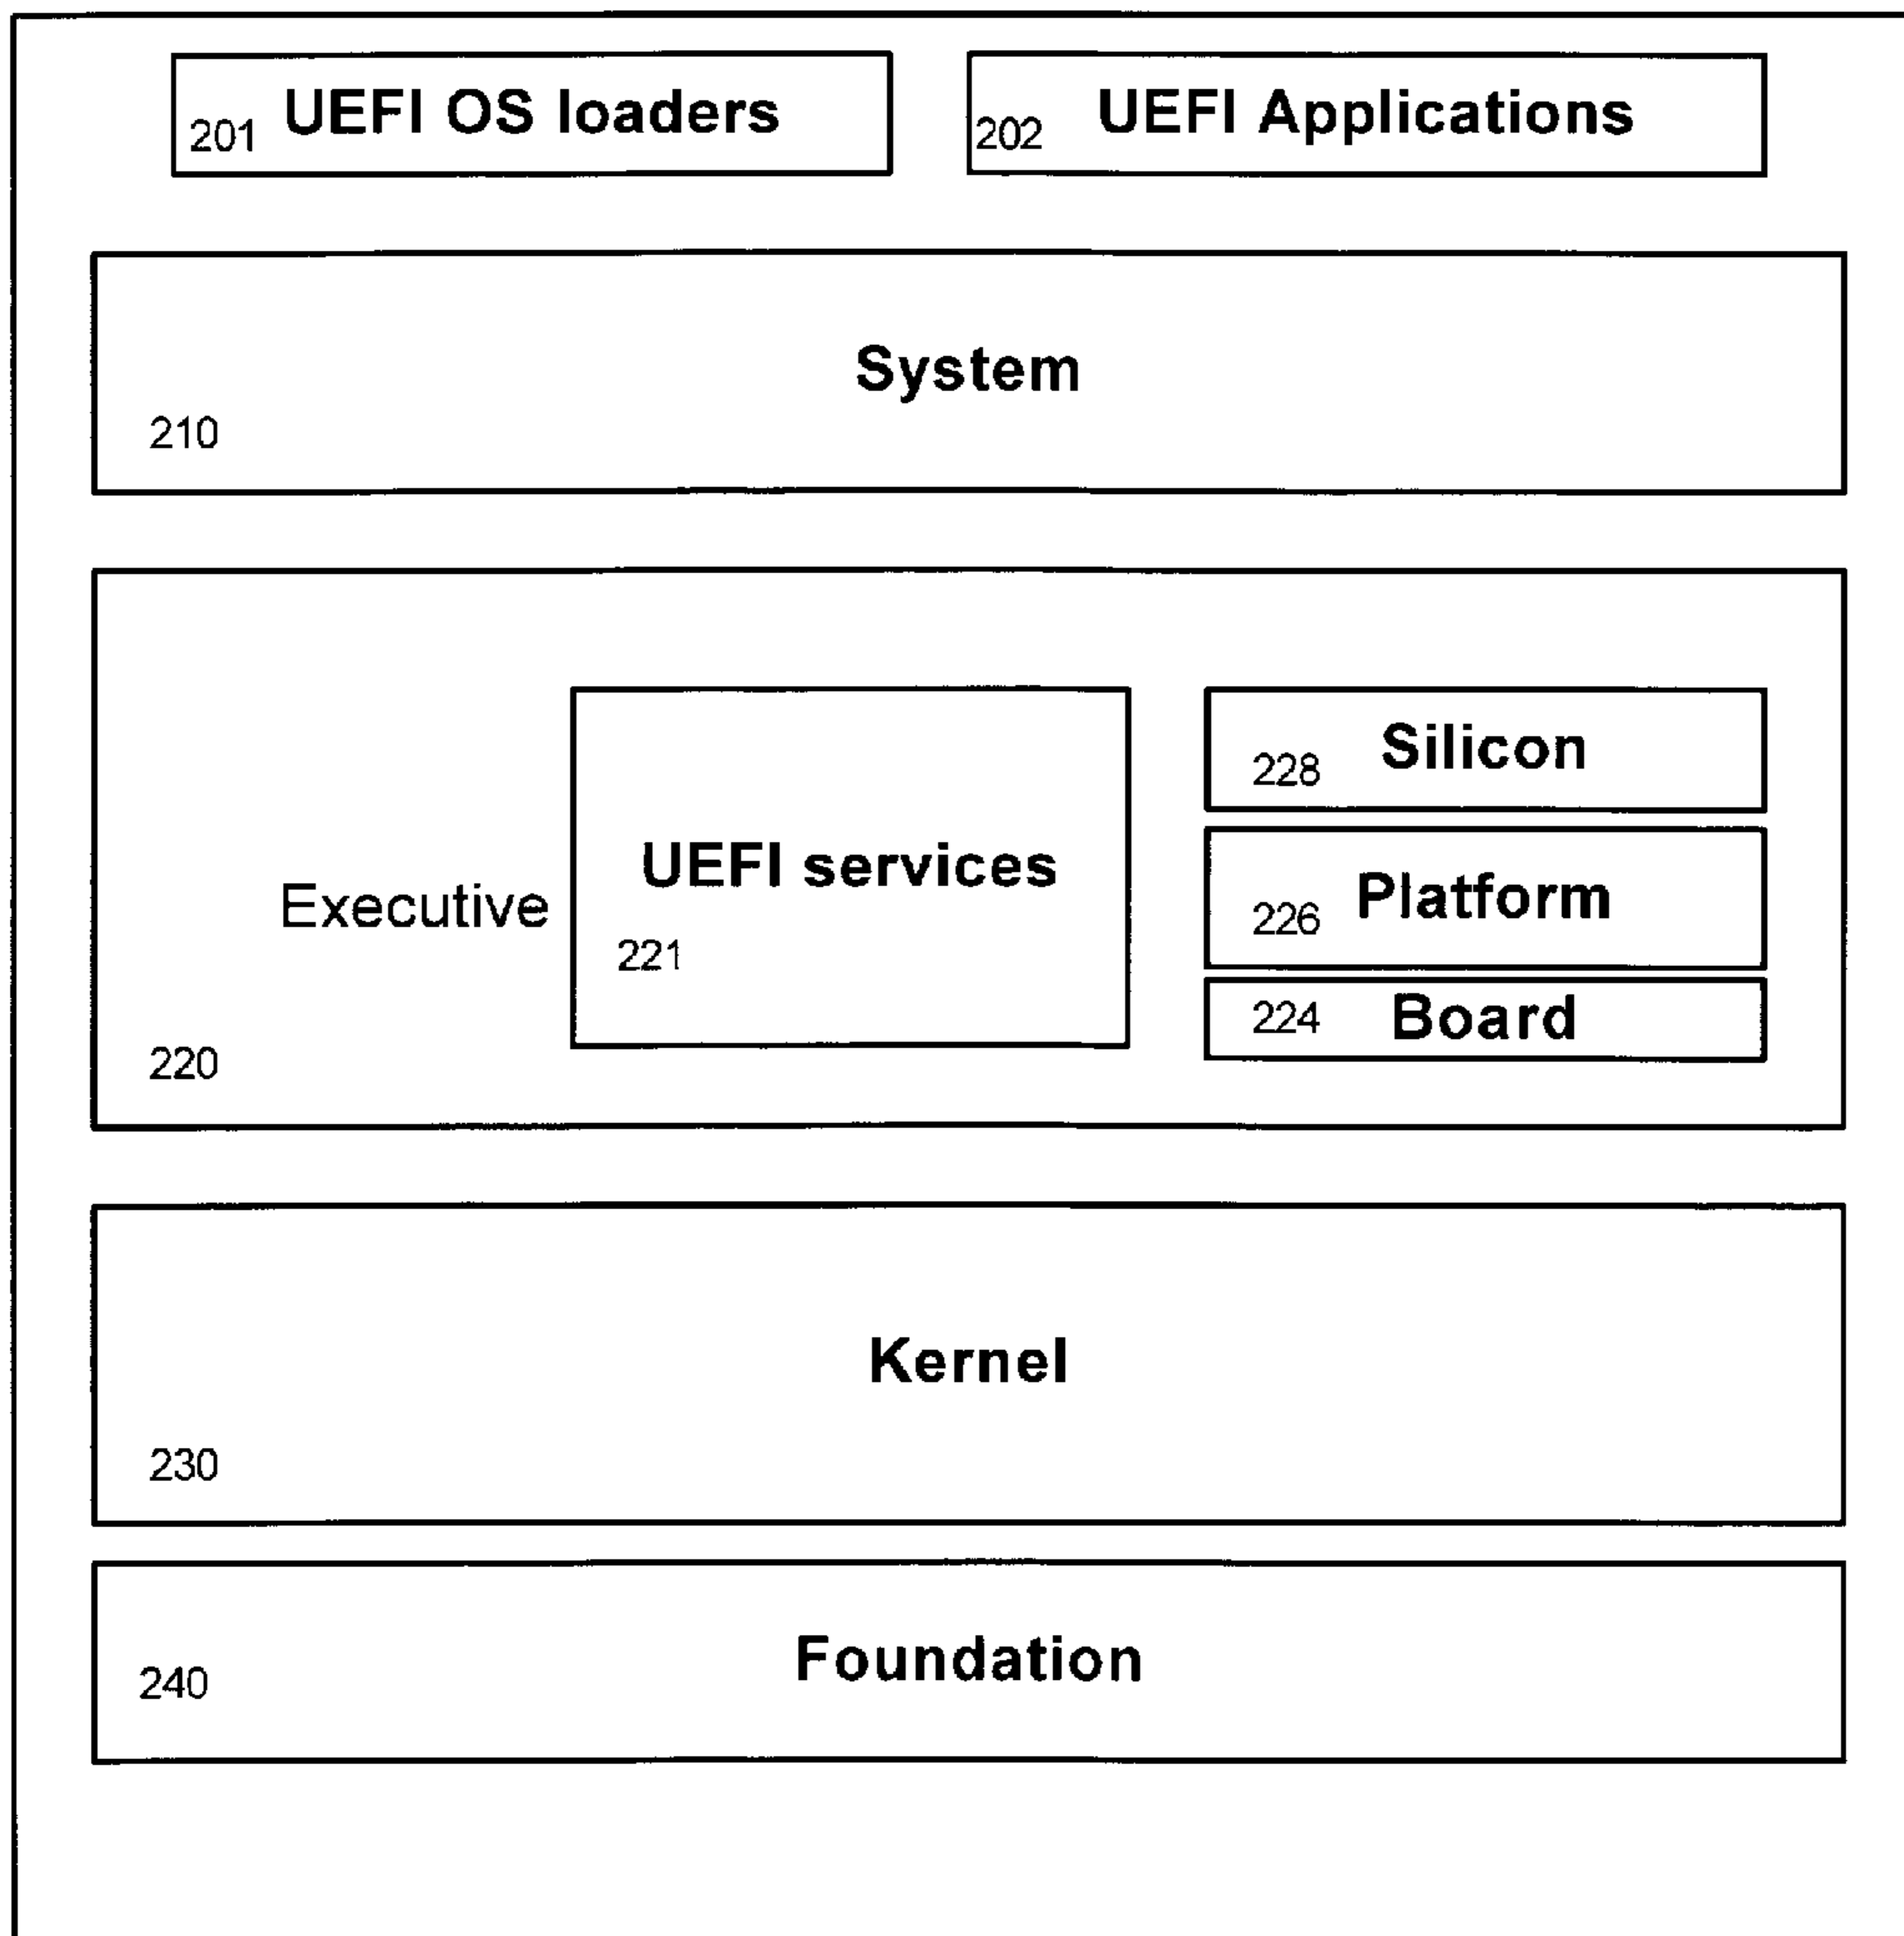 201 UEFI OS loaders
202 UEFI Applications
System
210
Executive
220
UEFI services
221
228 Silicon
226 Platform
224 Board
Kernel
230
Foundation
240